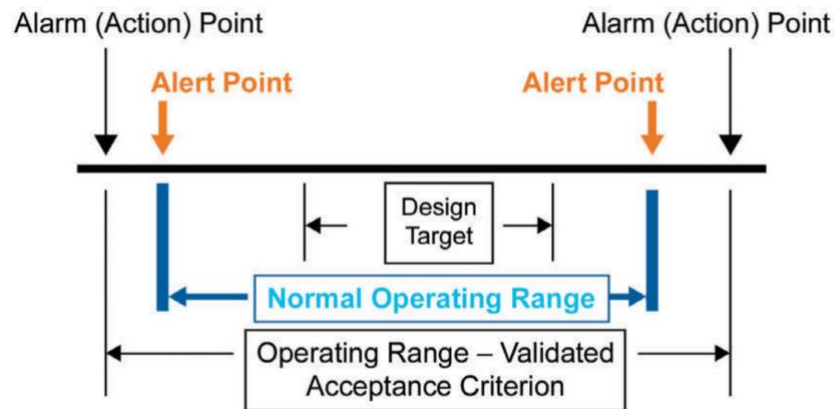 Alarm (Action) Point
Alarm (Action) Point
Alert Point
Alert Point
Design
Target
Normal Operating Range
Operating Range – Validated
Acceptance Criterion